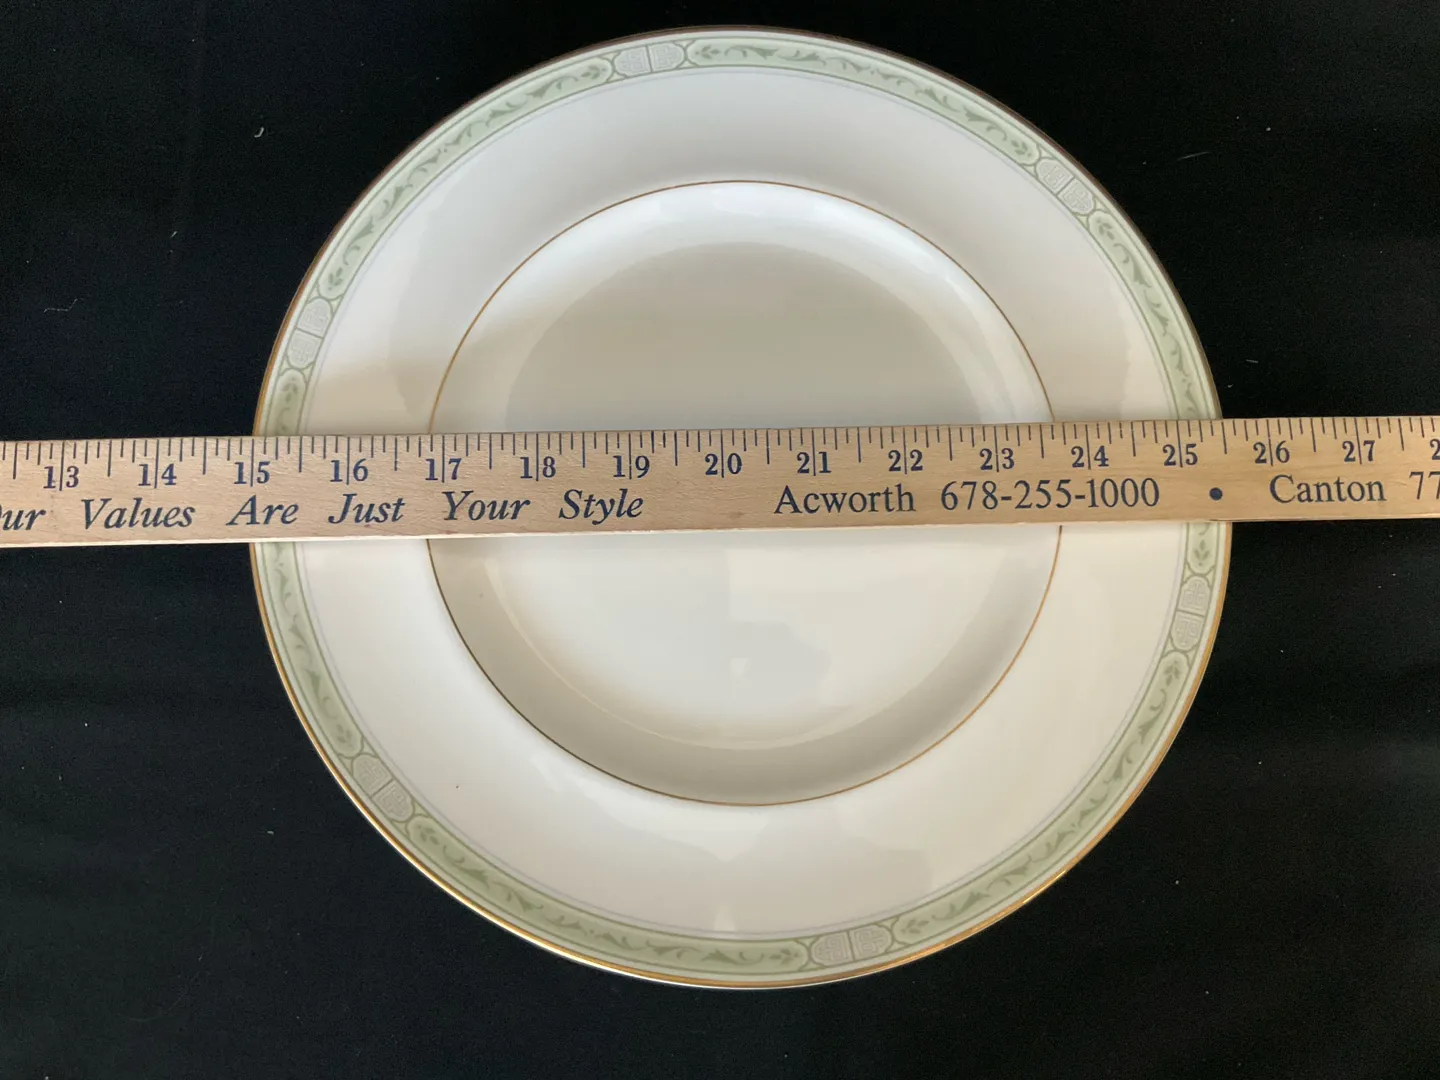 13 14 15 16 17 18 19 20 21 22 23 24 25 26 27
Values Are Just Your Style Acworth 678-255-1000 • Canton